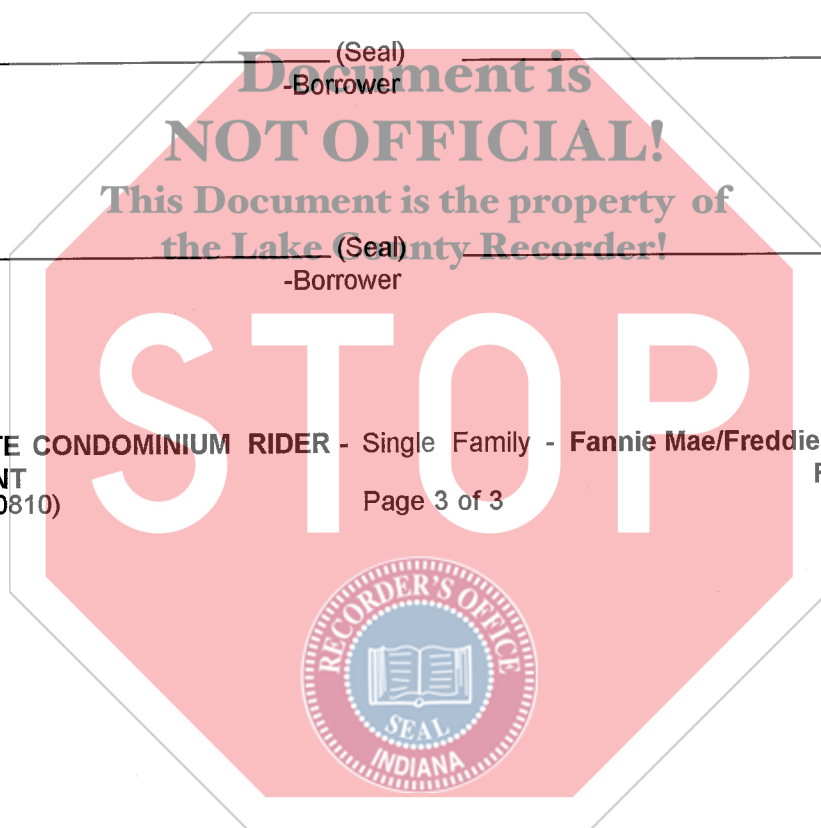 (Seal)
Document is
-Borrower
NOT OFFICIAL!
This Document is the property of
the Lake County Recorder!
(Seal)
-Borrower
STOP
TE CONDOMINIUM RIDER - Single Family - Fannie Mae/Freddie
NT
0810) Page 3 of 3
RECORDER'S OFFICE
SEAL
INDIANA